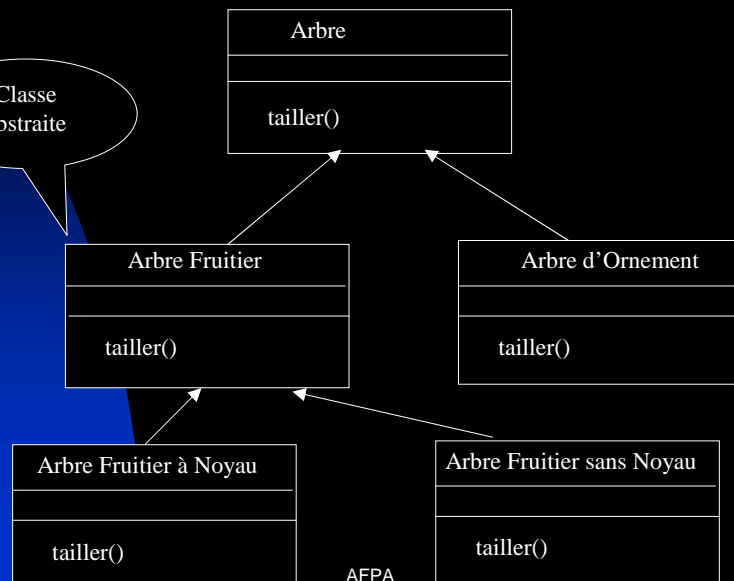 Arbre
tailler()
Classe
Arbre Fruitier
tailler()
Arbre d’Ornement
tailler()
Arbre Fruitier à Noyau
tailler()
Arbre Fruitier sans Noyau
tailler()
AFPA